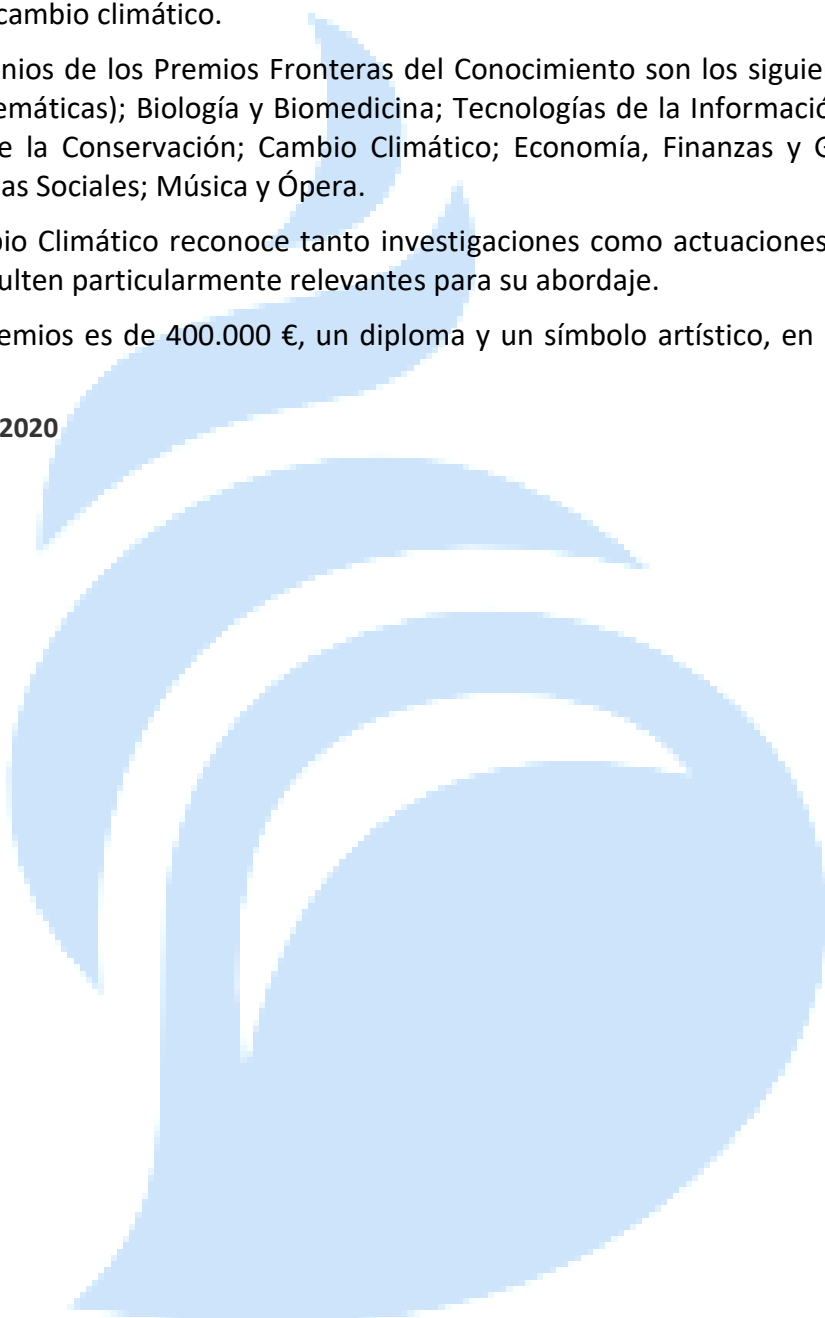 cambio climático.
nios de los Premios Fronteras del Conocimiento son los siguie
emáticas); Biología y Biomedicina; Tecnologías de la Informació
e la Conservación; Cambio Climático; Economía, Finanzas y G
as Sociales; Música y Ópera.
io Climático reconoce tanto investigaciones como actuaciones
ulten particularmente relevantes para su abordaje.
emios es de 400.000 €, un diploma y un símbolo artístico, en
2020